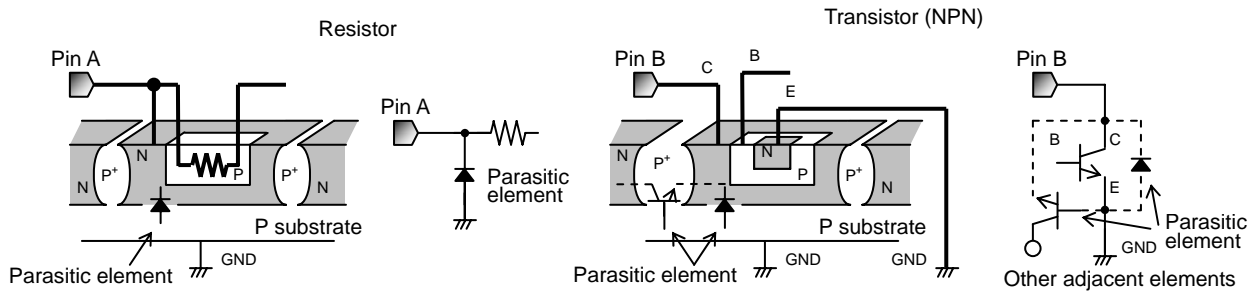 Resistor
Transistor (NPN)
Pin A
Pin B
C
B
E
Pin B
Pin A
N
P+
N
P
P+
N
Parasitic
element
P substrate
GND
Parasitic element
N
P+
N
N
P
P+
N
P substrate
GND
GND
Parasitic element
B
C
E
Parasitic
element
GND
Other adjacent elements